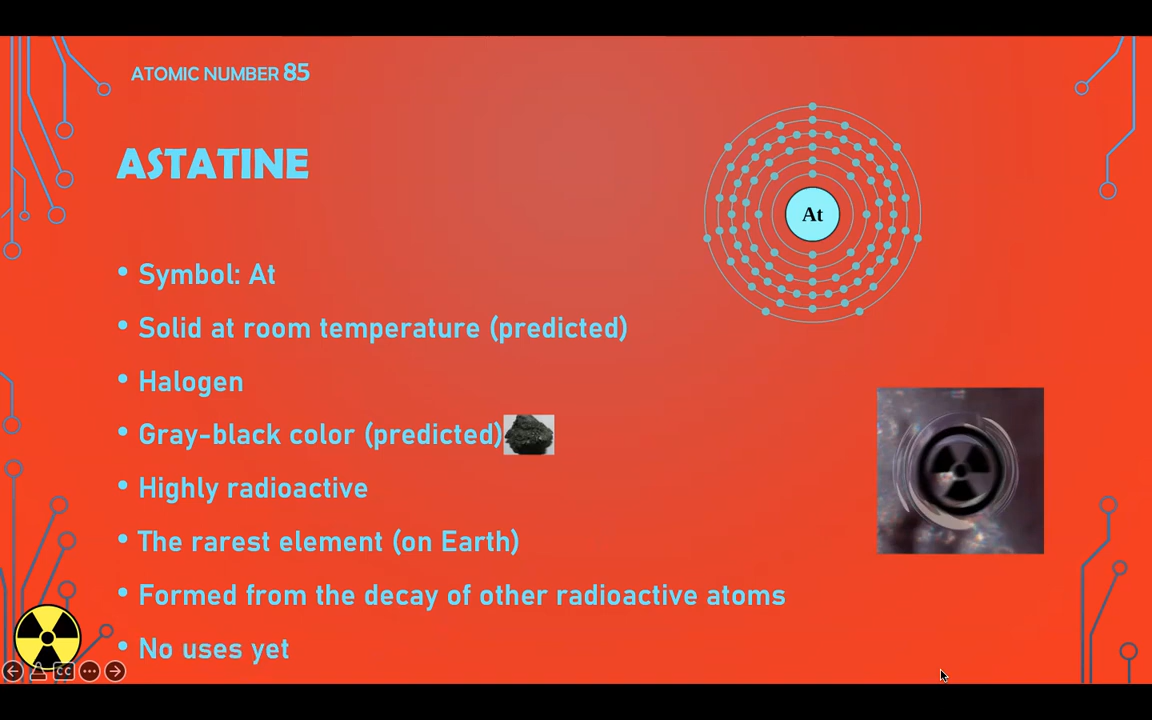 ATOMIC NUMBER 85
ASTATINE
At
• Symbol: At
• Solid at room temperature (predicted)
• Halogen
• Gray-black color (predicted)
• Highly radioactive
• The rarest element (on Earth)
• Formed from the decay of other radioactive atoms
• No uses yet
CC